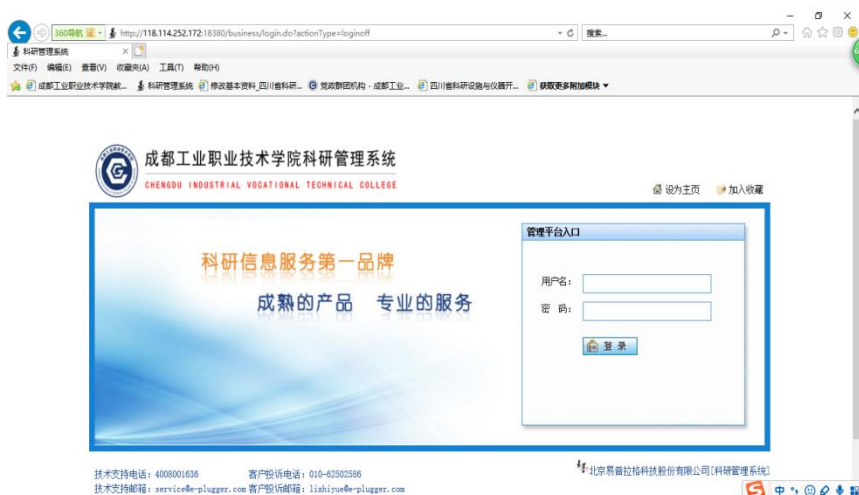 360导航
http://118.114.252.172:18380/business/login.do?actionType=loginoff
搜索...
科研管理系统
文件(F) 编辑(E) 查看(V) 收藏夹(A) 工具(T) 帮助(H)
成都工业职业技术学院教... 科研管理系统 修改基本资料_四川省科研... 党政群团机构 - 成都工业... 四川省科研设施与仪器开... 获取更多附加模块
成都工业职业技术学院科研管理系统
CHENGDU INDUSTRIAL VOCATIONAL TECHNICAL COLLEGE
设为主页 加入收藏
管理平台入口
科研信息服务第一品牌
成熟的产品 专业的服务
用户名:
密 码:
登 录
技术支持电话: 4008001636 客户投诉电话: 010-62502586
北京易普拉格科技股份有限公司[科研管理系统]
技术支持邮箱: service@e-plugger.com 客户投诉邮箱: lizhiyue@e-plugger.com
中